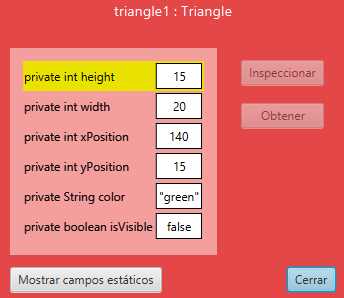 triangle1 : Triangle
private int height 15
Inspeccionar
private int width 20
Obtener
private int xPosition 140
private int yPosition 15
private String color "green"
private boolean isVisible false
Mostrar campos estáticos
Cerrar